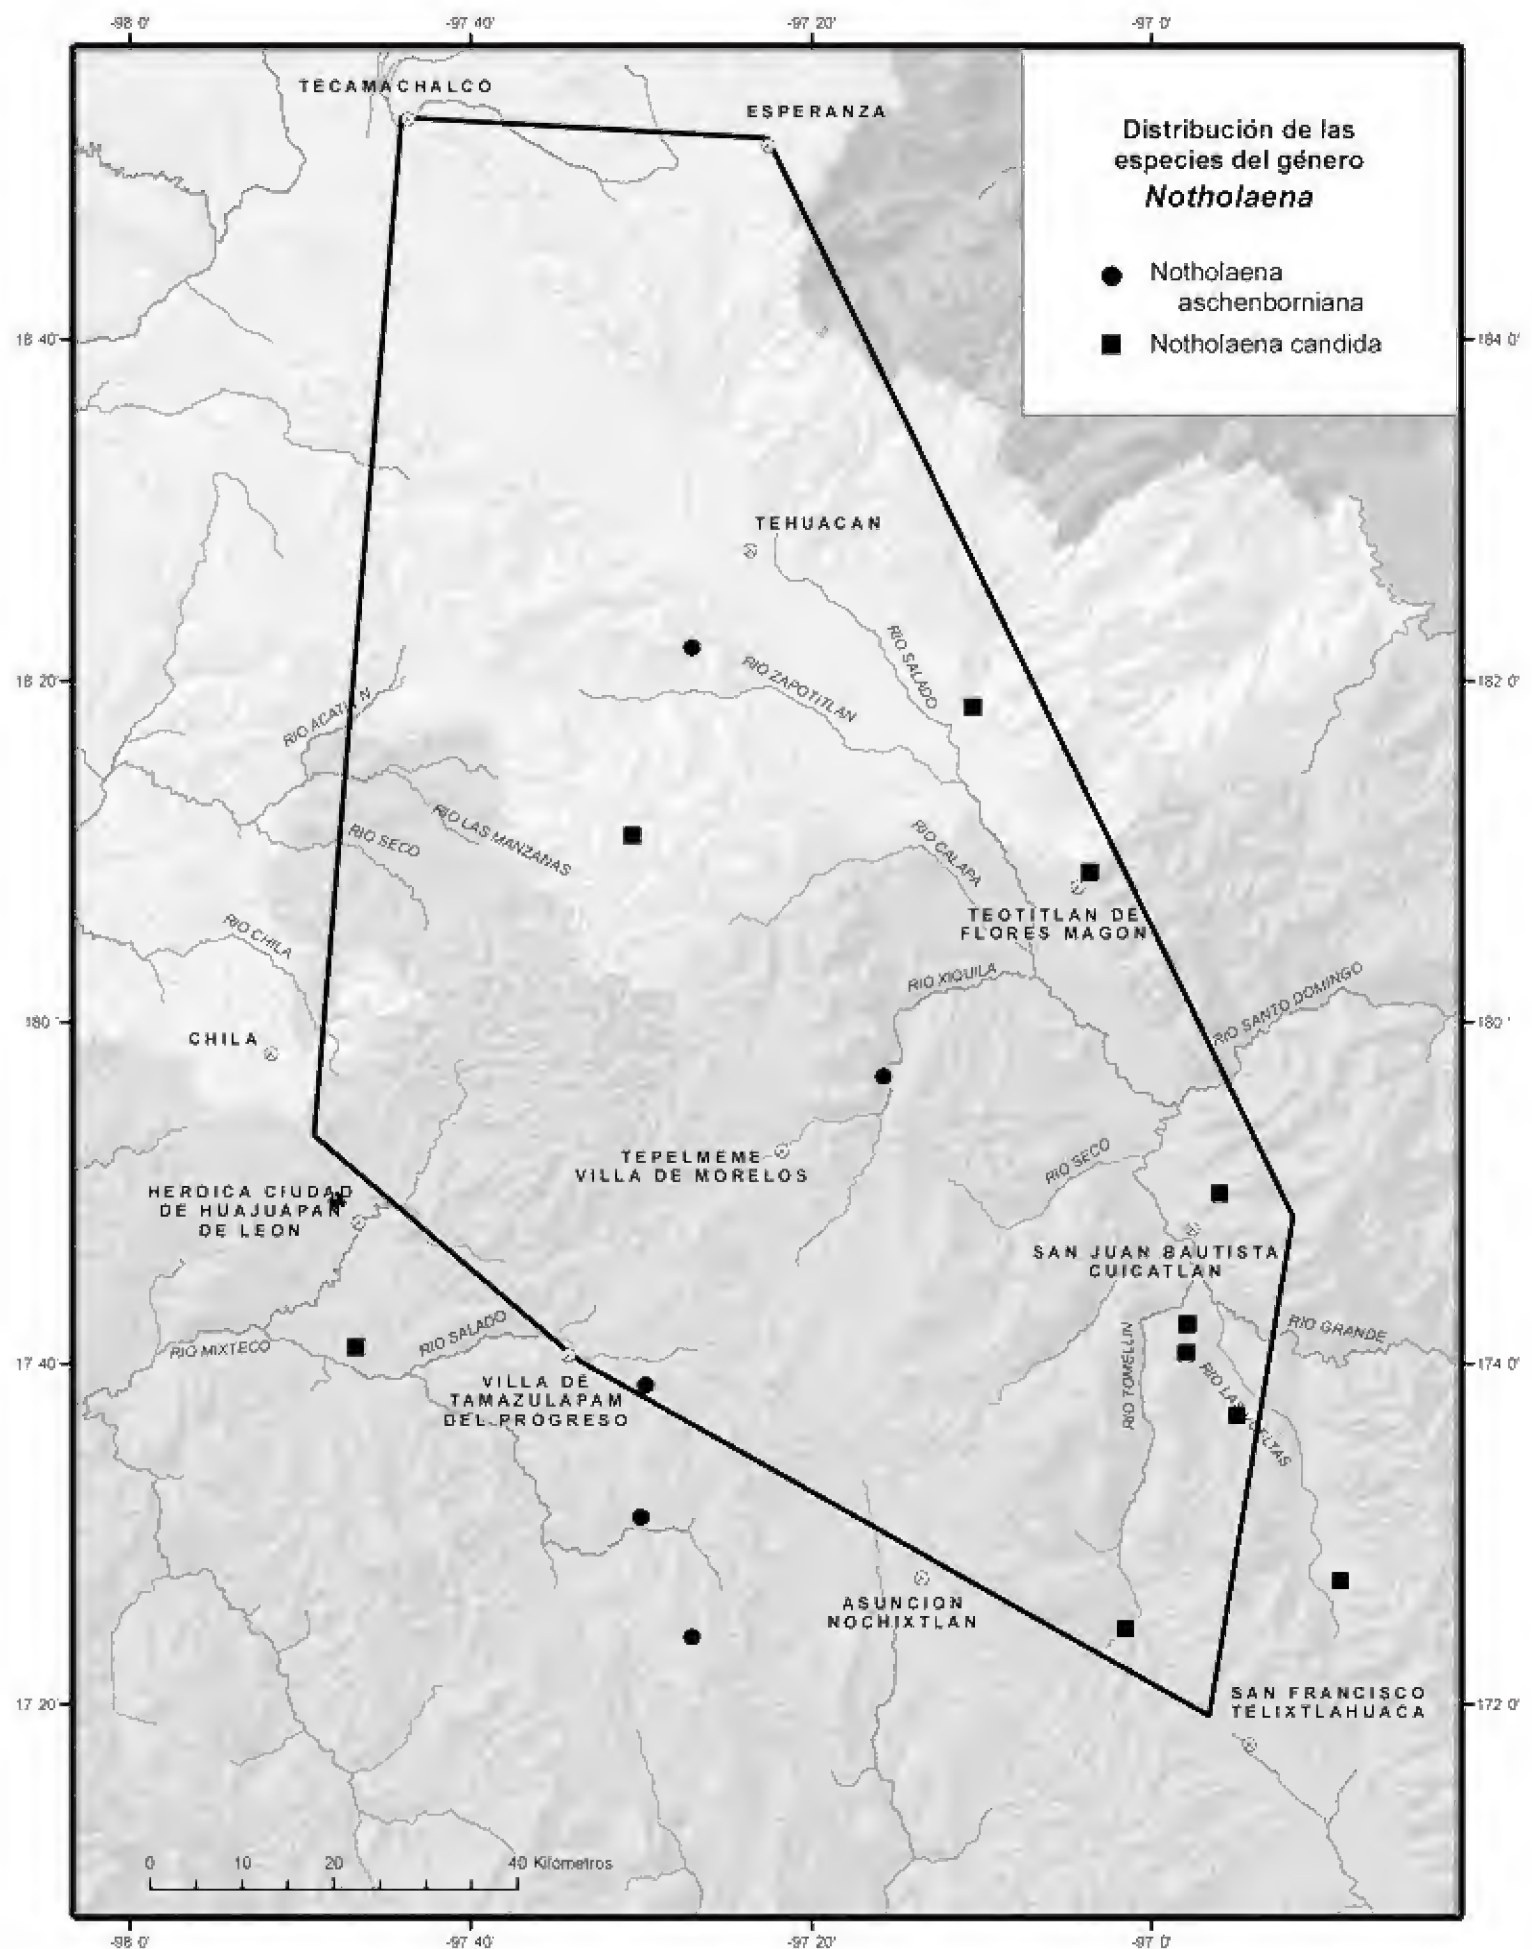 -98 0'
-97 40'
-97 20'
-97 0'
TECAMACHALCO
ESPERANZA
Distribución de las
especies del género
Notholaena
Notholaena
aschenborniana
Notholaena candida
18 40'
184 0'
TEHUACAN
RIO SALADO
RIO ZAPOTITLAN
18 20'
182 0'
RIO LAS MANZANAS
RIO SECO
RIO CALAPA
TEOTITLAN DE
FLORES MAGON
RIO CHILA
RIO XIQUILA
RIO SANTO DOMINGO
180 '
180 '
CHILA
TEPELMEME
VILLA DE MORELOS
RIO SECO
HEROICA CIUDAD
DE HUAJUAPAN
DE LEON
SAN JUAN BAUTISTA
CUICATLAN
RIO MIXTECO
RIO SALADO
RIO GRANDE
17 40'
174 0'
VILLA DE
TAMAZULAPAM
DEL PROGRESO
RIO TOMELLIN
ASUNCION
NOCHIXTLAN
17 20'
172 0'
SAN FRANCISCO
TELIXTLAHUACA
0 10 20 40 Kilómetros
-98 0'
-97 40'
-97 20'
-97 0'